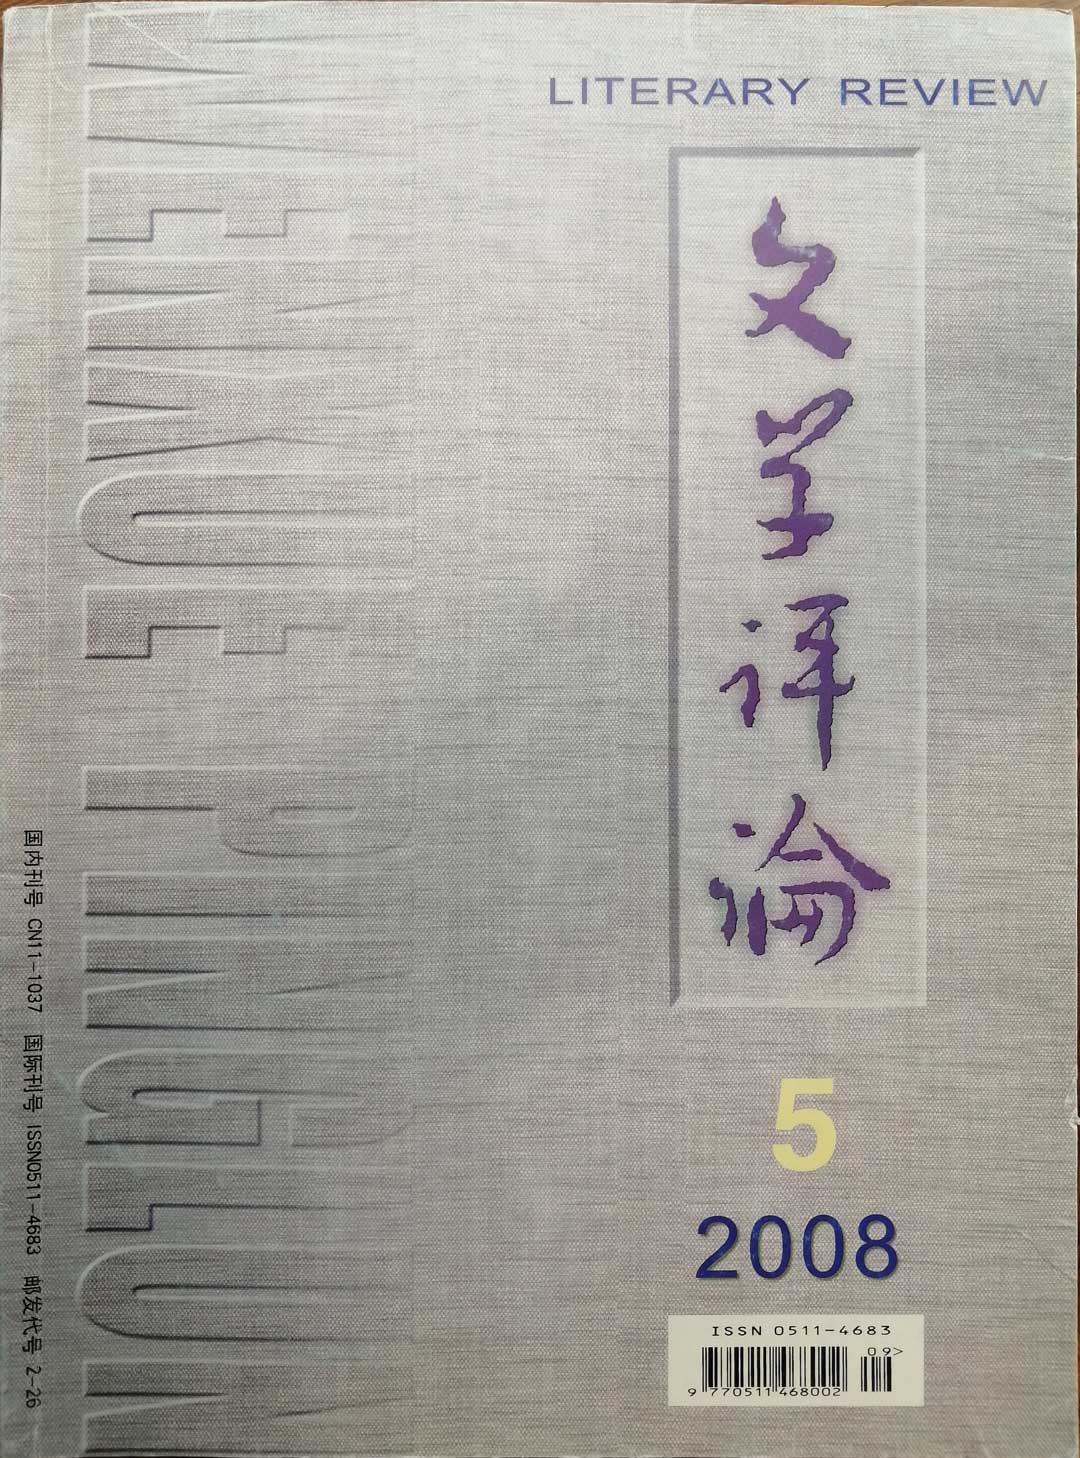 LITERARY REVIEW
文学评論
5
2008
ISSN 0511-4683
09>
9 770511 468002
WENXUE PINGLUN
国内刊号 CN11-1037 国际刊号 ISSN0511-4683 邮发代号 2-26